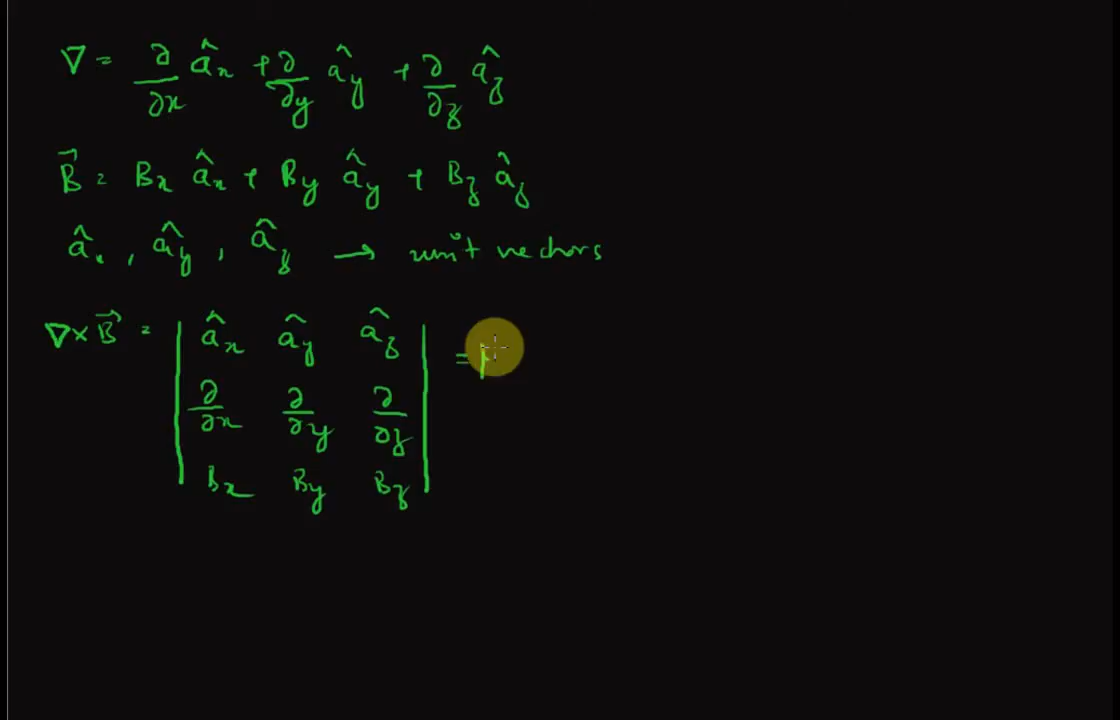 ∇ = ∂/∂x âx + ∂/∂y ây + ∂/∂z âz
B⃗ = Bx âx + By ây + Bz âz
âx, ây, âz → unit vectors
∇×B⃗ = | âx ây âz | =
∂/∂x ∂/∂y ∂/∂z
Bx By Bz